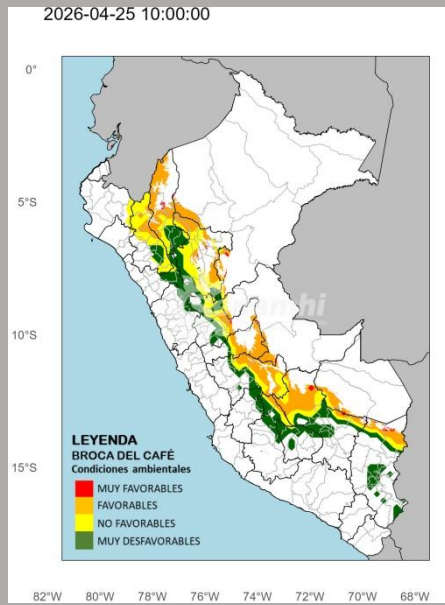 2026-04-25 10:00:00
0°
5°S
10°S
15°S
senamhi
LEYENDA
BROCA DEL CAFÉ
Condiciones ambientales
MUY FAVORABLES
FAVORABLES
NO FAVORABLES
MUY DESFAVORABLES
82°W 80°W 78°W 76°W 74°W 72°W 70°W 68°W